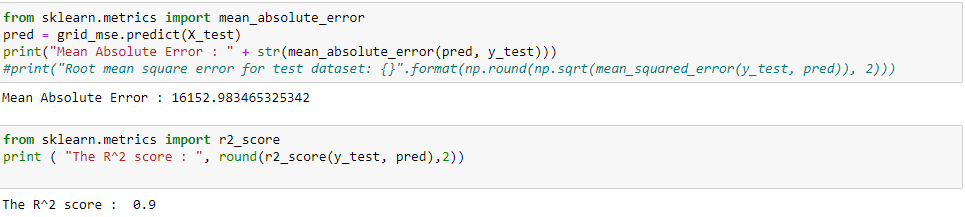 from sklearn.metrics import mean_absolute_error
pred = grid_mse.predict(X_test)
print("Mean Absolute Error : " + str(mean_absolute_error(pred, y_test)))
#print("Root mean square error for test dataset: {}".format(np.round(np.sqrt(mean_squared_error(y_test, pred)), 2)))
Mean Absolute Error : 16152.983465325342
from sklearn.metrics import r2_score
print ( "The R^2 score : ", round(r2_score(y_test, pred),2))
The R^2 score :  0.9